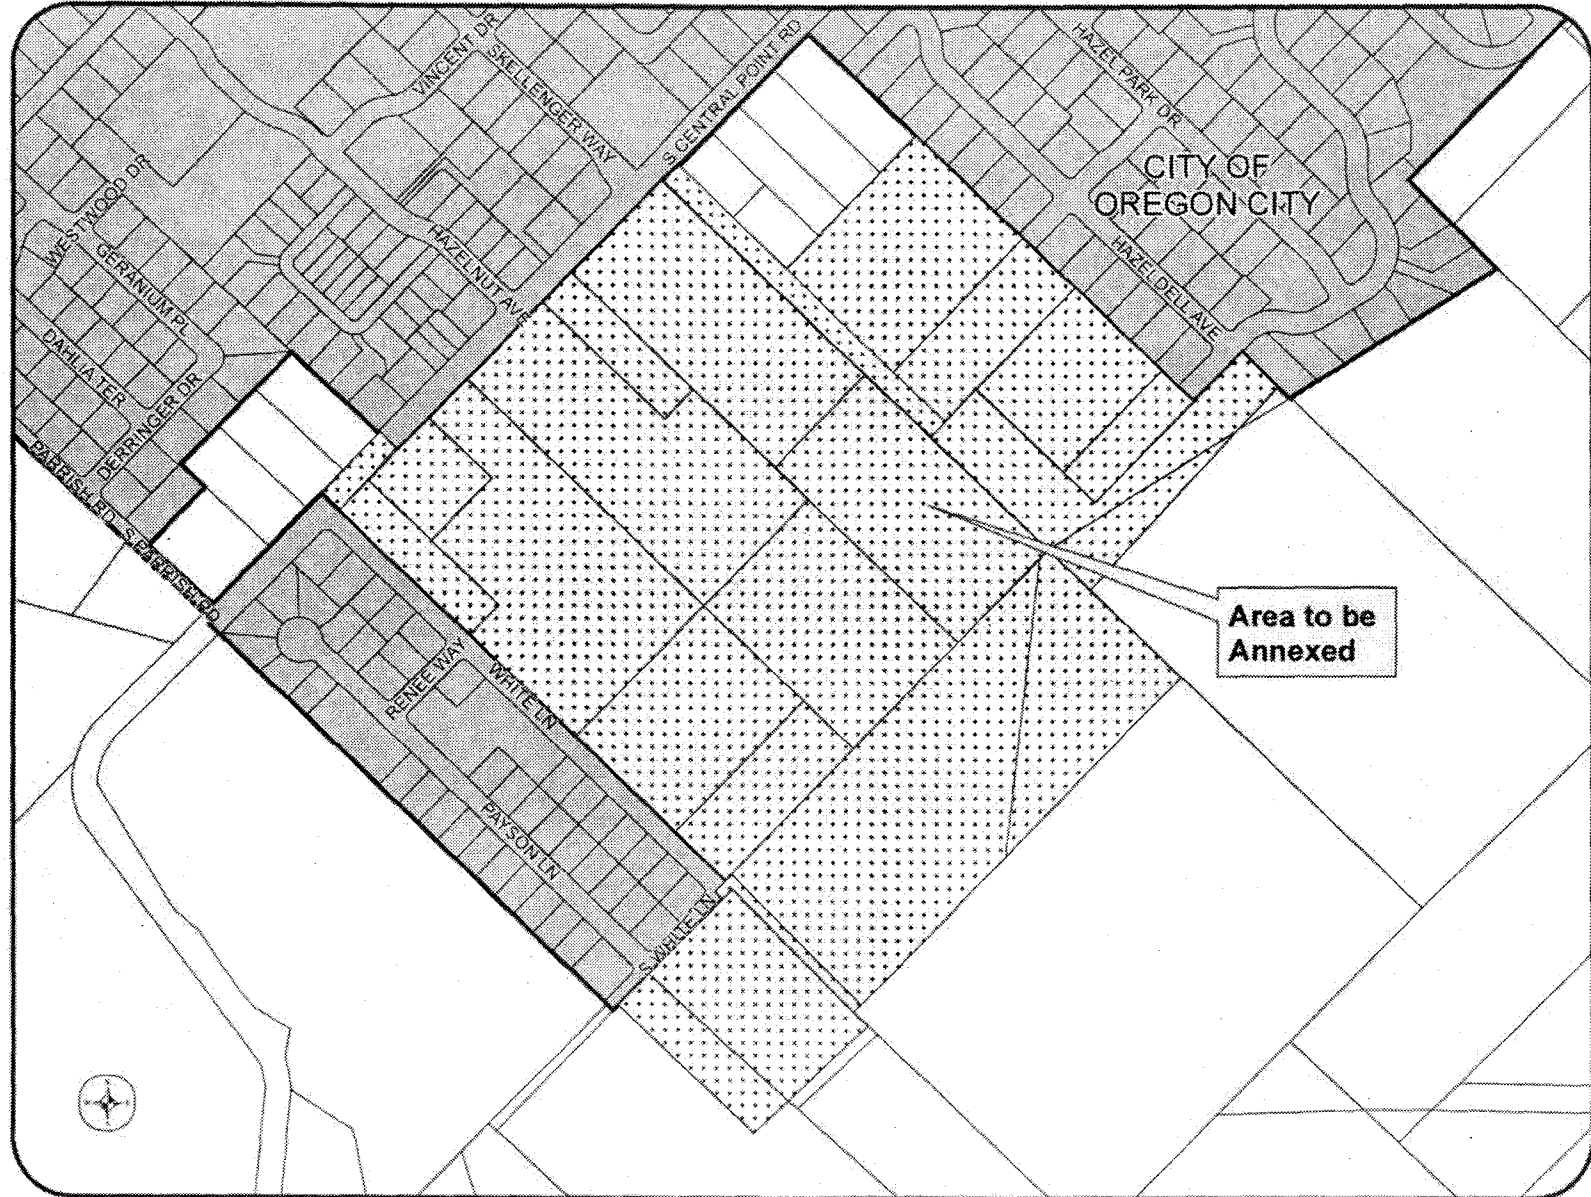 VINCENT DR
SKELLENGER WAY
S CENTRAL POINT RD
HAZEL PARK DR
CITY OF
OREGON CITY
WESTWOOD DR
GERANIUM PL
HAZELNUT AVE
HAZELDELL AVE
DAHLIA TER
DERRINGER DR
PARRISH RD
S PARRISH RD
Area to be
Annexed
RENEE WAY
WHITE LN
PAYSON LN
S WHITE LN